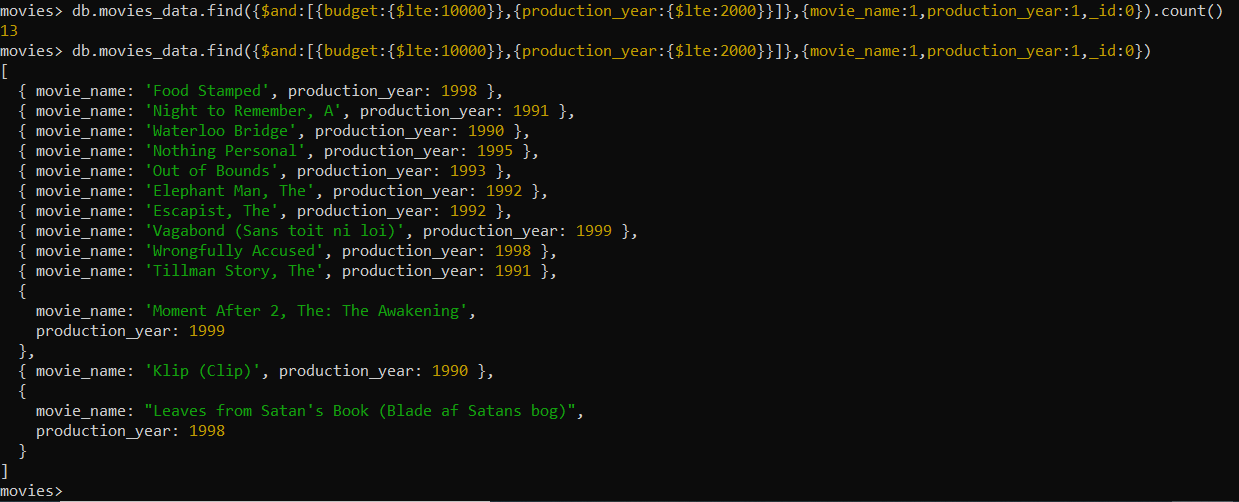 movies> db.movies_data.find({$and:[{budget:{$lte:10000}},{production_year:{$lte:2000}}]},{movie_name:1,production_year:1,_id:0}).count()
13
movies> db.movies_data.find({$and:[{budget:{$lte:10000}},{production_year:{$lte:2000}}]},{movie_name:1,production_year:1,_id:0})
[
  { movie_name: 'Food Stamped', production_year: 1998 },
  { movie_name: 'Night to Remember, A', production_year: 1991 },
  { movie_name: 'Waterloo Bridge', production_year: 1990 },
  { movie_name: 'Nothing Personal', production_year: 1995 },
  { movie_name: 'Out of Bounds', production_year: 1993 },
  { movie_name: 'Elephant Man, The', production_year: 1992 },
  { movie_name: 'Escapist, The', production_year: 1992 },
  { movie_name: 'Vagabond (Sans toit ni loi)', production_year: 1999 },
  { movie_name: 'Wrongfully Accused', production_year: 1998 },
  { movie_name: 'Tillman Story, The', production_year: 1991 },
  {
    movie_name: 'Moment After 2, The: The Awakening',
    production_year: 1999
  },
  { movie_name: 'Klip (Clip)', production_year: 1990 },
  {
    movie_name: "Leaves from Satan's Book (Blade af Satans bog)",
    production_year: 1998
  }
]
movies>